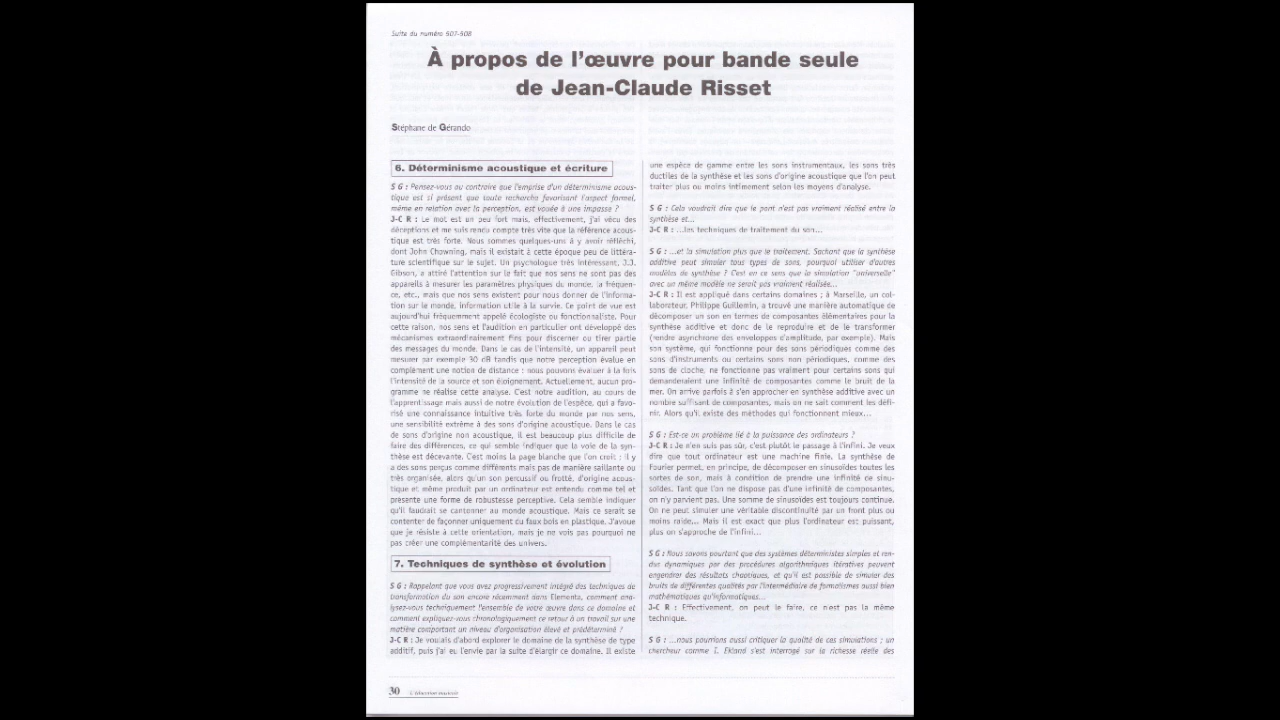 Suite du numéro 507-508
À propos de l'œuvre pour bande seule
de Jean-Claude Risset
Stéphane de Gérando
6. Déterminisme acoustique et écriture
S G : Pensez-vous au contraire que l'emprise d'un déterminisme acous-
tique est si présent que toute recherche favorisant l'aspect formel,
même en relation avec la perception, est vouée à une impasse ?
J-C R : Le mot est un peu fort mais, effectivement, j'ai vécu des
déceptions et me suis rendu compte très vite que la référence acous-
tique est très forte. Nous sommes quelques-uns à y avoir réfléchi,
dont John Chowning, mais il existait à cette époque peu de littéra-
ture scientifique sur le sujet. Un psychologue très intéressant, J.J.
Gibson, a attiré l'attention sur le fait que nos sens ne sont pas des
appareils à mesurer les paramètres physiques du monde, la fréquen-
ce, etc., mais que nos sens existent pour nous donner de l'informa-
tion sur le monde, information utile à la survie. Ce point de vue est
aujourd'hui fréquemment appelé écologiste ou fonctionnaliste. Pour
cette raison, nos sens et l'audition en particulier ont développé des
mécanismes extraordinairement fins pour discerner ou tirer partie
des messages du monde. Dans le cas de l'intensité, un appareil peut
mesurer par exemple 30 dB tandis que notre perception évalue en
complément une notion de distance : nous pouvons évaluer à la fois
l'intensité de la source et son éloignement. Actuellement, aucun pro-
gramme ne réalise cette analyse. C'est notre audition, au cours de
l'apprentissage mais aussi de notre évolution de l'espèce, qui a favo-
risé une connaissance intuitive très forte du monde par nos sens,
une sensibilité extrême à des sons d'origine acoustique. Dans le cas
de sons d'origine non acoustique, il est beaucoup plus difficile de
faire des différences, ce qui semble indiquer que la voie de la syn-
thèse est décevante. C'est moins la page blanche que l'on croit : il y
a des sons perçus comme différents mais pas de manière saillante ou
très organisée, alors qu'un son percussif ou frotté, d'origine acous-
tique et même produit par un ordinateur est entendu comme tel et
présente une forme de robustesse perceptive. Cela semble indiquer
qu'il faudrait se cantonner au monde acoustique. Mais ce serait se
contenter de façonner uniquement du faux bois en plastique. J'avoue
que je résiste à cette orientation, mais je ne vois pas pourquoi ne
pas créer une complémentarité des univers.
7. Techniques de synthèse et évolution
S G : Rappelant que vous avez progressivement intégré des techniques de
transformation du son encore récemment dans Elementa, comment ana-
lysez-vous techniquement l'ensemble de votre œuvre dans ce domaine et
comment expliquez-vous chronologiquement ce retour à un travail sur une
matière comportant un niveau d'organisation élevé et prédéterminé ?
J-C R : Je voulais d'abord explorer le domaine de la synthèse de type
additif, puis j'ai eu l'envie par la suite d'élargir ce domaine. Il existe
une espèce de gamme entre les sons instrumentaux, les sons très
ductiles de la synthèse et les sons d'origine acoustique que l'on peut
traiter plus ou moins intimement selon les moyens d'analyse.
S G : Cela voudrait dire que le pont n'est pas vraiment réalisé entre la
synthèse et...
J-C R : ...les techniques de traitement du son...
S G : ...et la simulation plus que le traitement. Sachant que la synthèse
additive peut simuler tous types de sons, pourquoi utiliser d'autres
modèles de synthèse ? C'est en ce sens que la simulation "universelle"
avec un même modèle ne serait pas vraiment réalisée...
J-C R : Il est appliqué dans certains domaines ; à Marseille, un col-
laborateur, Philippe Guillemin, a trouvé une manière automatique de
décomposer un son en termes de composantes élémentaires pour la
synthèse additive et donc de le reproduire et de le transformer
(rendre asynchrone des enveloppes d'amplitude, par exemple). Mais
son système, qui fonctionne pour des sons périodiques comme des
sons d'instruments ou certains sons non périodiques, comme des
sons de cloche, ne fonctionne pas vraiment pour certains sons qui
demanderaient une infinité de composantes comme le bruit de la
mer. On arrive parfois à s'en approcher en synthèse additive avec un
nombre suffisant de composantes, mais on ne sait comment les défi-
nir. Alors qu'il existe des méthodes qui fonctionnent mieux...
S G : Est-ce un problème lié à la puissance des ordinateurs ?
J-C R : Je n'en suis pas sûr, c'est plutôt le passage à l'infini. Je veux
dire que tout ordinateur est une machine finie. La synthèse de
Fourier permet, en principe, de décomposer en sinusoïdes toutes les
sortes de son, mais à condition de prendre une infinité de sinu-
soïdes. Tant que l'on ne dispose pas d'une infinité de composantes,
on n'y parvient pas. Une somme de sinusoïdes est toujours continue.
On ne peut simuler une véritable discontinuité par un front plus ou
moins raide... Mais il est exact que plus l'ordinateur est puissant,
plus on s'approche de l'infini...
S G : Nous savons pourtant que des systèmes déterministes simples et ren-
dus dynamiques par des procédures algorithmiques itératives peuvent
engendrer des résultats chaotiques, et qu'il est possible de simuler des
bruits de différentes qualités par l'intermédiaire de formalismes aussi bien
mathématiques qu'informatiques...
J-C R : Effectivement, on peut le faire, ce n'est pas la même
technique.
S G : ...nous pourrions aussi critiquer la qualité de ces simulations ; un
chercheur comme I. Ekland s'est interrogé sur la richesse réelle des
30 L'éducation musicale